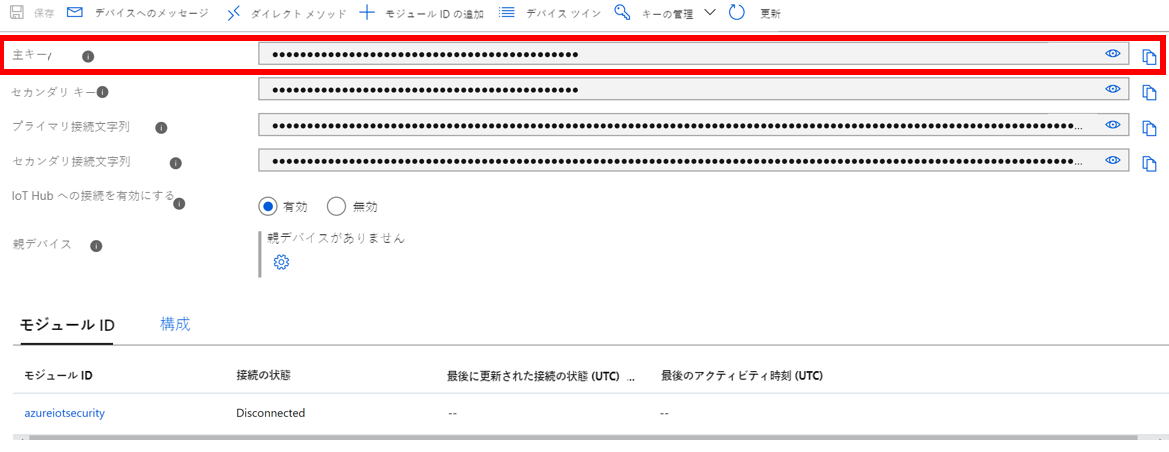 保存 デバイスへのメッセージ ダイレクト メソッド モジュール ID の追加 デバイス ツイン キーの管理 更新
主キー/ ●●●●●●●●●●●●●●●●●●●●●●●●●●●●●●●●●●●●●●●●●●●●
セカンダリ キー ●●●●●●●●●●●●●●●●●●●●●●●●●●●●●●●●●●●●●●●●●●●●
プライマリ接続文字列 ...
セカンダリ接続文字列 ...
IoT Hub への接続を有効にする
有効 無効
親デバイス 親デバイスがありません
モジュール ID 構成
モジュール ID 接続の状態 最後に更新された接続の状態 (UTC) ... 最後のアクティビティ時刻 (UTC)
azureiotsecurity Disconnected -- --